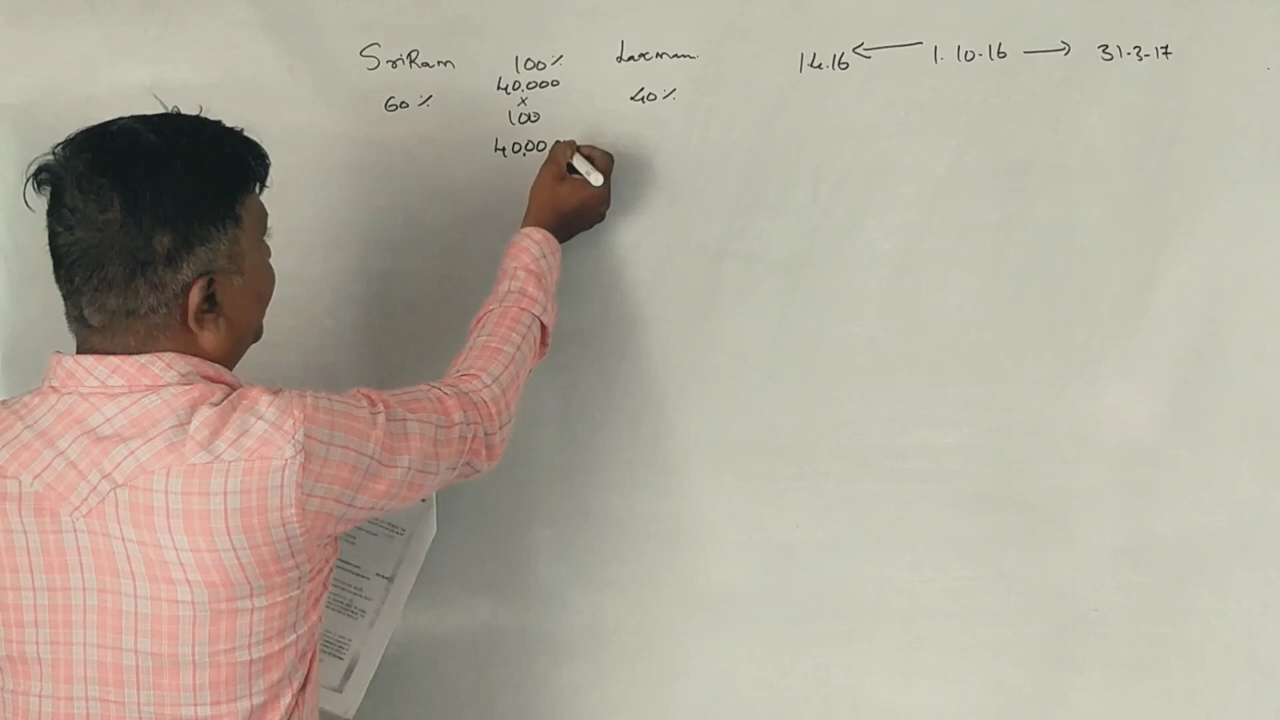 SriRam 100% Laxman 1.4.16 ← 1.10.16 → 31-3-17
40,000
60% × 40%
100
40,00